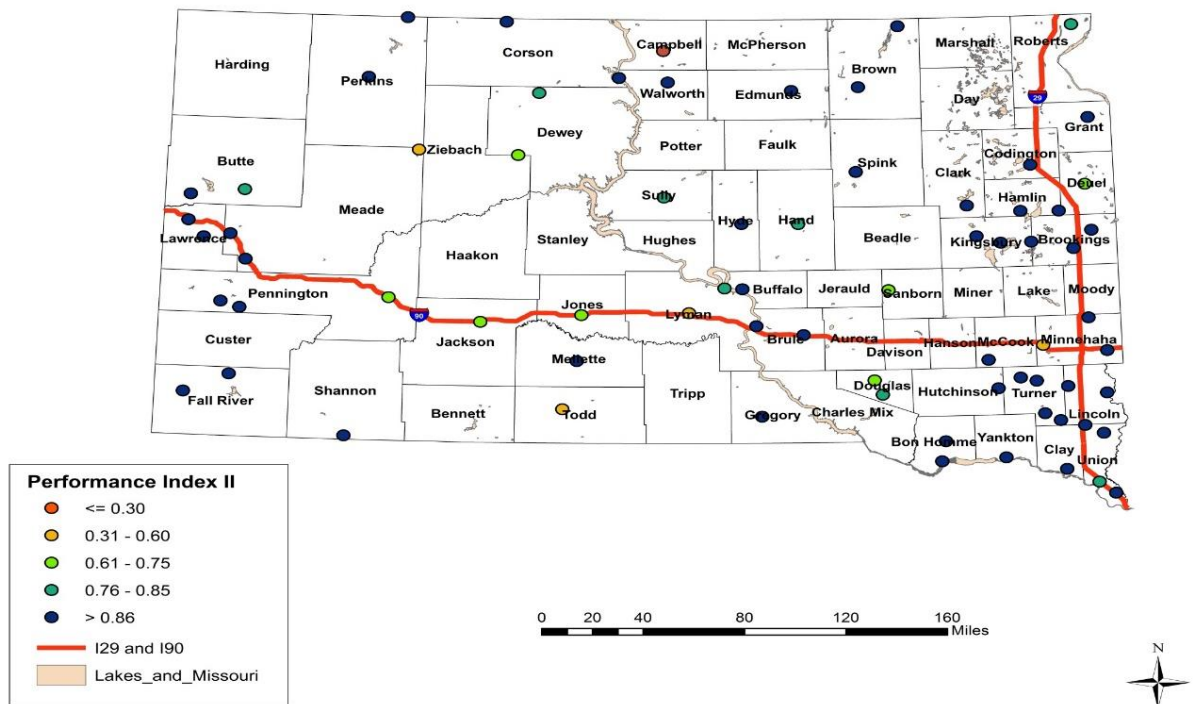 Harding
Perkins
Corson
Campbell
McPherson
Brown
Marshall
Roberts
Walworth
Edmunds
Day
29
Grant
Butte
Ziebach
Dewey
Potter
Faulk
Spink
Clark
Codington
Deuel
Meade
Sully
Hyde
Hand
Hamlin
Lawrence
Haakon
Stanley
Hughes
Beadle
Kingsbury
Brookings
Pennington
90
Jones
Lyman
Buffalo
Jerauld
Sanborn
Miner
Lake
Moody
Custer
Jackson
Brule
Aurora
Davison
Hanson
McCook
Minnehaha
Fall River
Shannon
Bennett
Mellette
Todd
Tripp
Gregory
Charles Mix
Douglas
Hutchinson
Turner
Lincoln
Bon Homme
Yankton
Clay
Union
Performance Index II
<= 0.30
0.31 - 0.60
0.61 - 0.75
0.76 - 0.85
> 0.86
I29 and I90
Lakes_and_Missouri
0 20 40 80 120 160
Miles
N